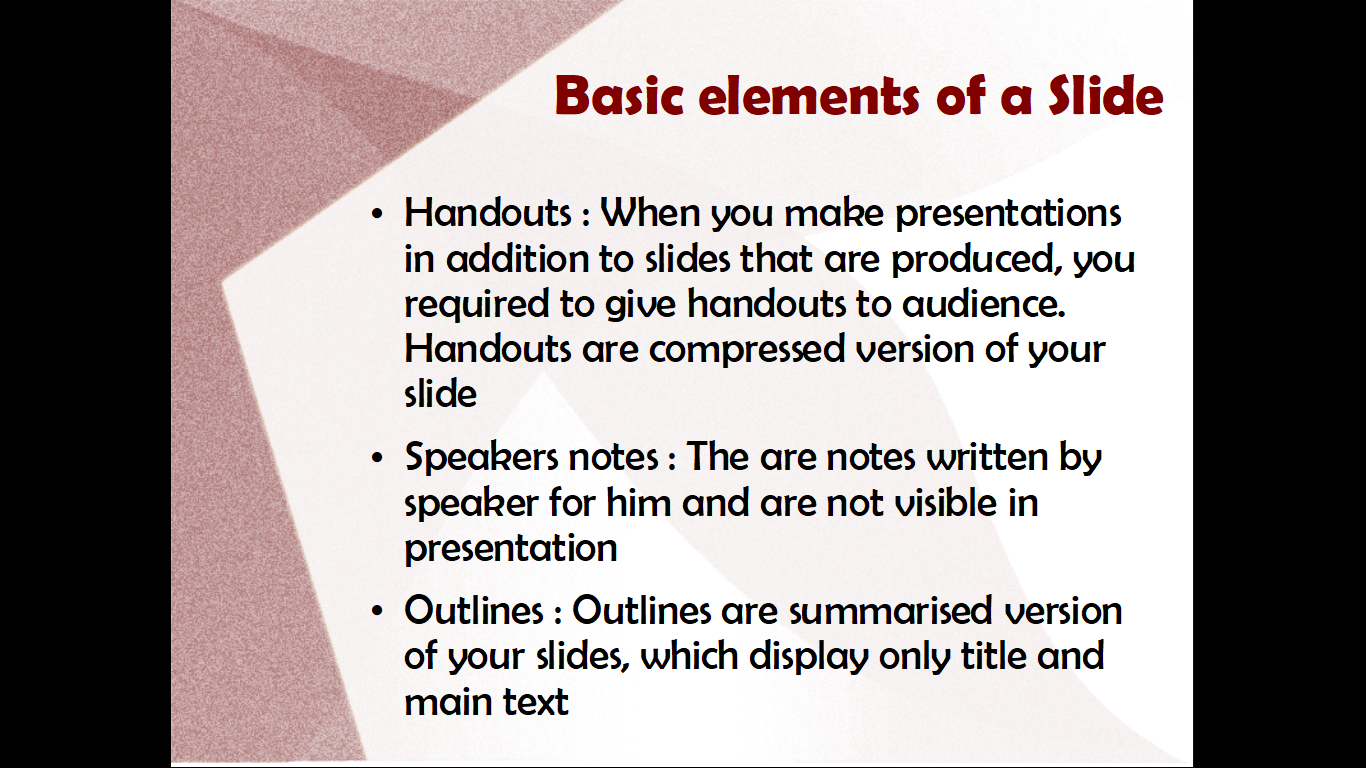 Basic elements of a Slide
• Handouts : When you make presentations
in addition to slides that are produced, you
required to give handouts to audience.
Handouts are compressed version of your
slide
• Speakers notes : The are notes written by
speaker for him and are not visible in
presentation
• Outlines : Outlines are summarised version
of your slides, which display only title and
main text